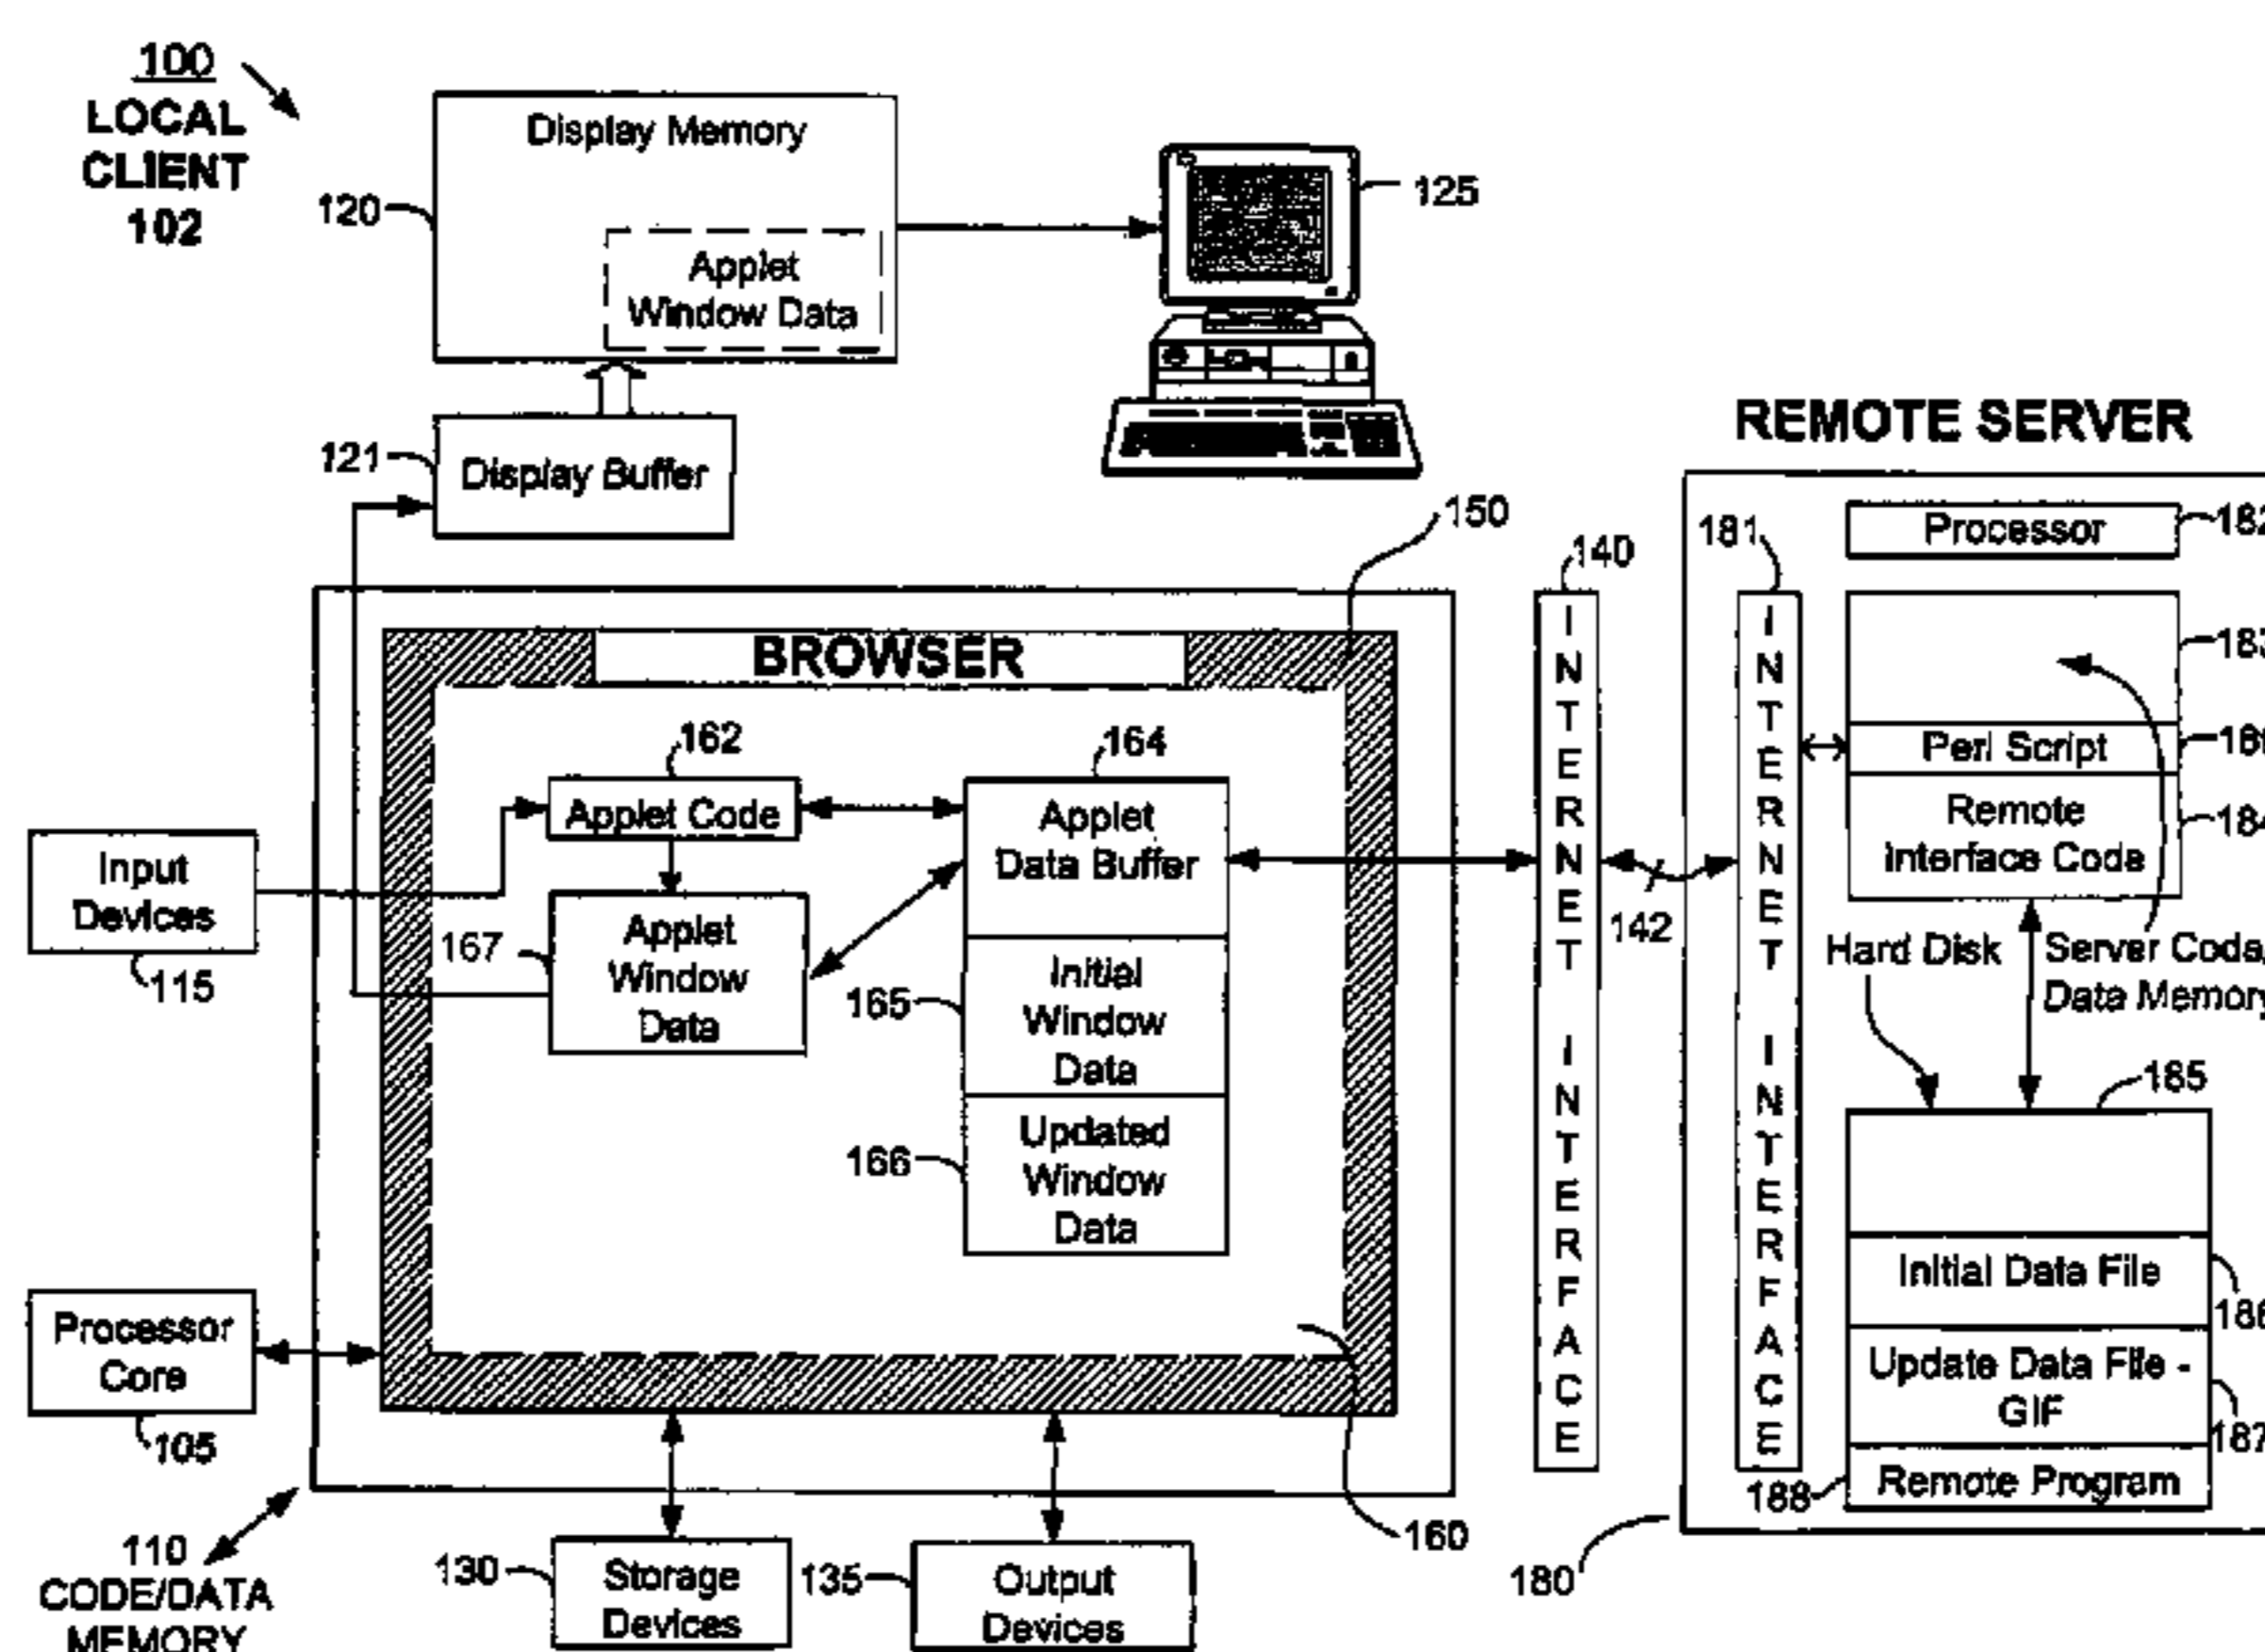 100
LOCAL
CLIENT
102
Display Memory
120
Applet
Window Data
125
121
Display Buffer
REMOTE SERVER
150
140
181
Processor
BROWSER
INTERNET INTERFACE
INTERNET INTERFACE
162
164
Applet Code
Applet
Data Buffer
Perl Script
Remote
Interface Code
Input
Devices
115
167
Applet
Window
Data
142
Hard Disk
Server Code/
Data Memory
165
Initial
Window
Data
185
166
Updated
Window
Data
Initial Data File
Processor
Core
105
Update Data File -
GIF
187
188
Remote Program
160
180
110
CODE/DATA
MEMORY
130
Storage
Devices
135
Output
Devices